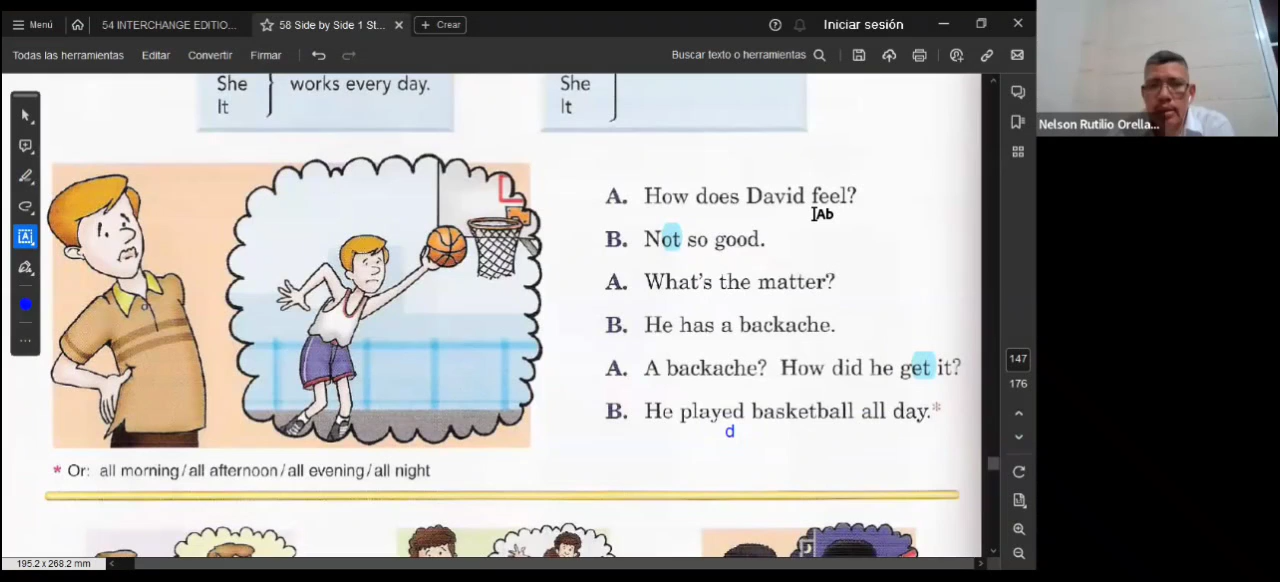 Menú
54 INTERCHANGE EDITIO...
58 Side by Side 1 St...
Crear
Iniciar sesión
Todas las herramientas
Editar
Convertir
Firmar
Buscar texto o herramientas
She
It
works every day.
She
It
Nelson Rutilio Orella...
A. How does David feel?
Ab
B. Not so good.
A. What's the matter?
B. He has a backache.
A. A backache? How did he get it?
B. He played basketball all day.*
d
* Or: all morning/all afternoon/all evening/all night
147
176
195.2 x 268.2 mm